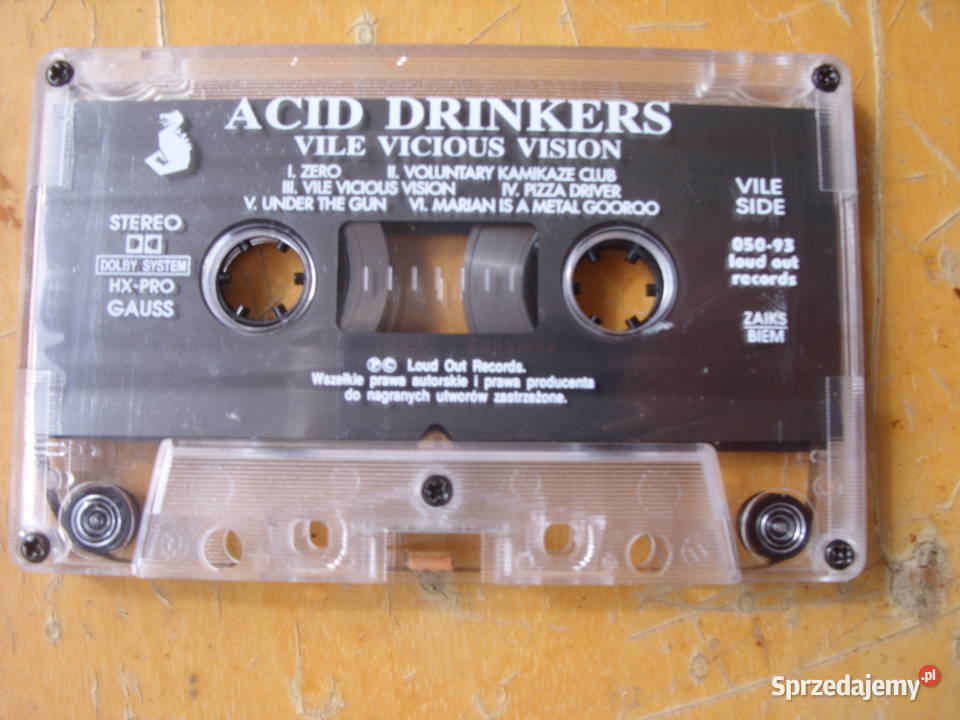 ACID DRINKERS
VILE VICIOUS VISION
I. ZERO II. VOLUNTARY KAMIKAZE CLUB
III. VILE VICIOUS VISION IV. PIZZA DRIVER
V. UNDER THE GUN VI. MARIAN IS A METAL GOOROO
STEREO
DOLBY SYSTEM
HX-PRO
GAUSS
VILE
SIDE
050-93
loud out
records
ZAIKS
BIEM
℗© Loud Out Records.
Wszelkie prawa autorskie i prawa producenta
do nagranych utworów zastrzeżone.
Sprzedajemy.pl